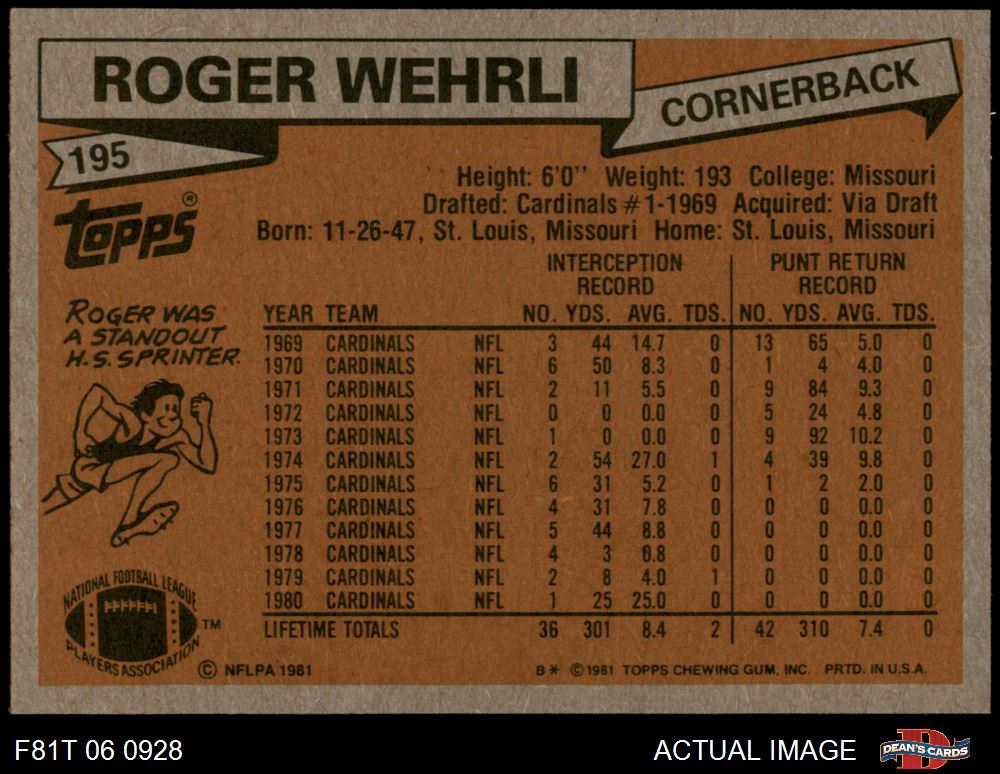 ROGER WEHRLI
CORNERBACK
195
TOPPS®
Height: 6'0'' Weight: 193 College: Missouri
Drafted: Cardinals #1-1969 Acquired: Via Draft
Born: 11-26-47, St. Louis, Missouri Home: St. Louis, Missouri
ROGER WAS
A STANDOUT
H.S. SPRINTER.
INTERCEPTION RECORD PUNT RETURN RECORD
YEAR TEAM NO. YDS. AVG. TDS. NO. YDS. AVG. TDS.
1969 CARDINALS NFL 3 44 14.7 0 13 65 5.0 0
1970 CARDINALS NFL 6 50 8.3 0 1 4 4.0 0
1971 CARDINALS NFL 2 11 5.5 0 9 84 9.3 0
1972 CARDINALS NFL 0 0 0.0 0 5 24 4.8 0
1973 CARDINALS NFL 1 0 0.0 0 9 92 10.2 0
1974 CARDINALS NFL 2 54 27.0 1 4 39 9.8 0
1975 CARDINALS NFL 6 31 5.2 0 1 2 2.0 0
1976 CARDINALS NFL 4 31 7.8 0 0 0 0.0 0
1977 CARDINALS NFL 5 44 8.8 0 0 0 0.0 0
1978 CARDINALS NFL 4 3 0.8 0 0 0 0.0 0
1979 CARDINALS NFL 2 8 4.0 1 0 0 0.0 0
1980 CARDINALS NFL 1 25 25.0 0 0 0 0.0 0
LIFETIME TOTALS 36 301 8.4 2 42 310 7.4 0
NATIONAL FOOTBALL LEAGUE
PLAYERS ASSOCIATION
TM
© NFLPA 1981
B* ©1981 TOPPS CHEWING GUM, INC. PRTD. IN U.S.A.
F81T 06 0928
ACTUAL IMAGE
DEAN'S CARDS